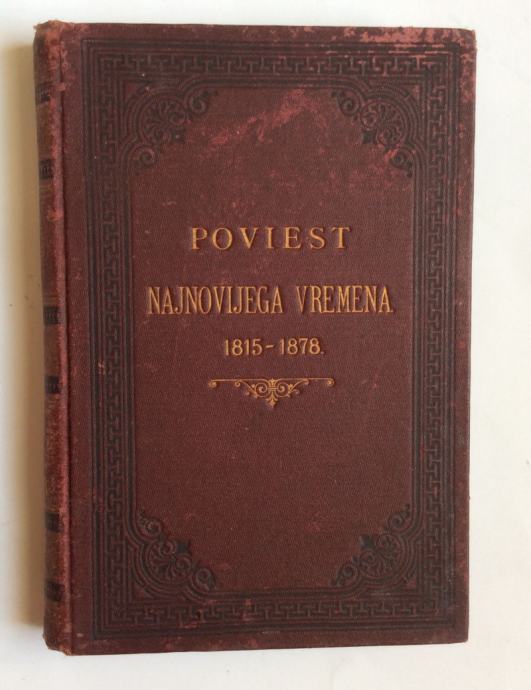 POVIEST
NAJNOVIJEGA VREMENA.
1815-1878.